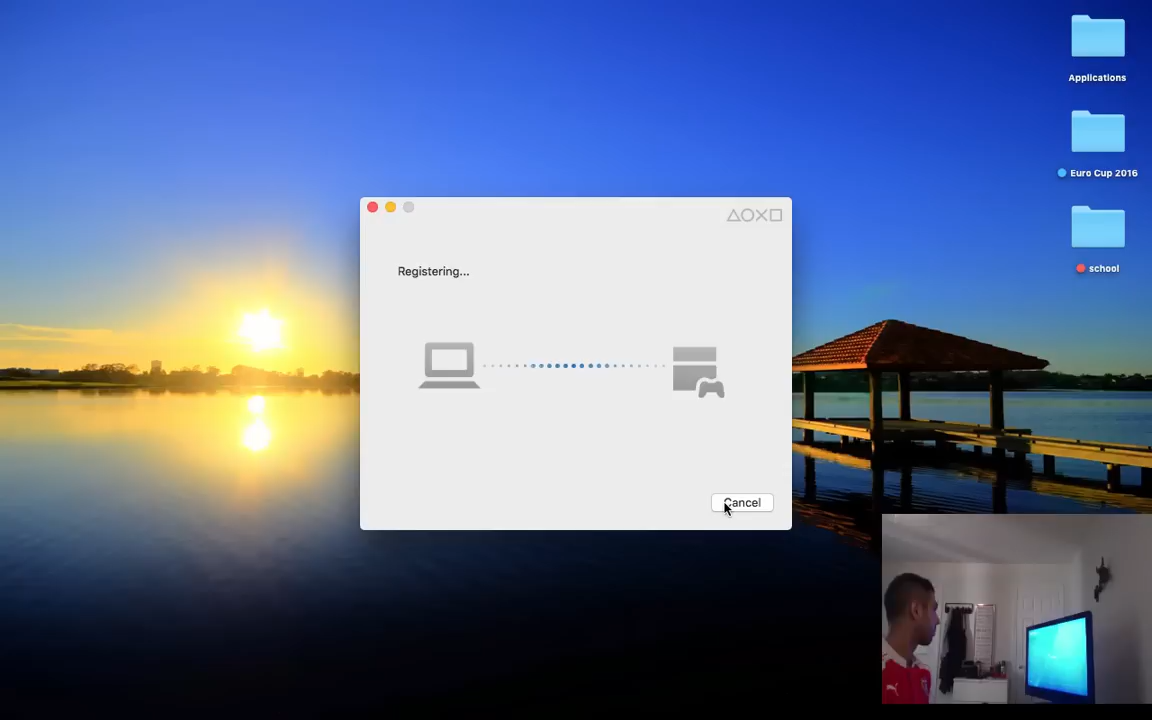 Applications
Euro Cup 2016
school
Registering...
Cancel